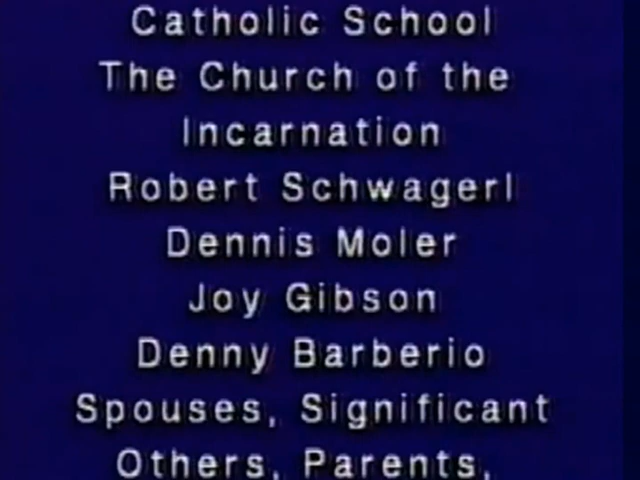 Catholic School
The Church of the
Incarnation
Robert Schwagerl
Dennis Moler
Joy Gibson
Denny Barberio
Spouses, Significant
Others, Parents,